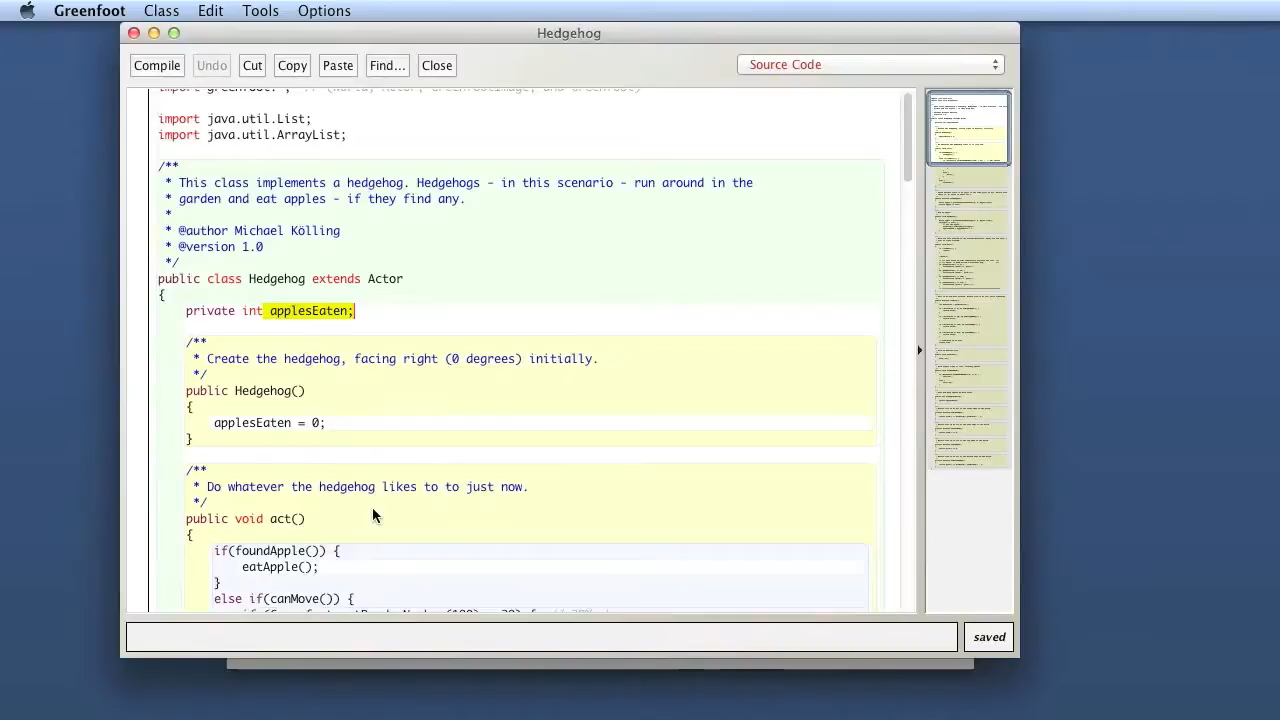 Greenfoot Class Edit Tools Options
Hedgehog
Compile Undo Cut Copy Paste Find... Close Source Code
import java.util.List;
import java.util.ArrayList;
/**
* This class implements a hedgehog. Hedgehogs - in this scenario - run around in the
* garden and eat apples - if they find any.
*
* @author Michael Kölling
* @version 1.0
*/
public class Hedgehog extends Actor
{
private int applesEaten;
/**
* Create the hedgehog, facing right (0 degrees) initially.
*/
public Hedgehog()
{
applesEaten = 0;
}
/**
* Do whatever the hedgehog likes to to just now.
*/
public void act()
{
if(foundApple()) {
eatApple();
}
else if(canMove()) {
saved